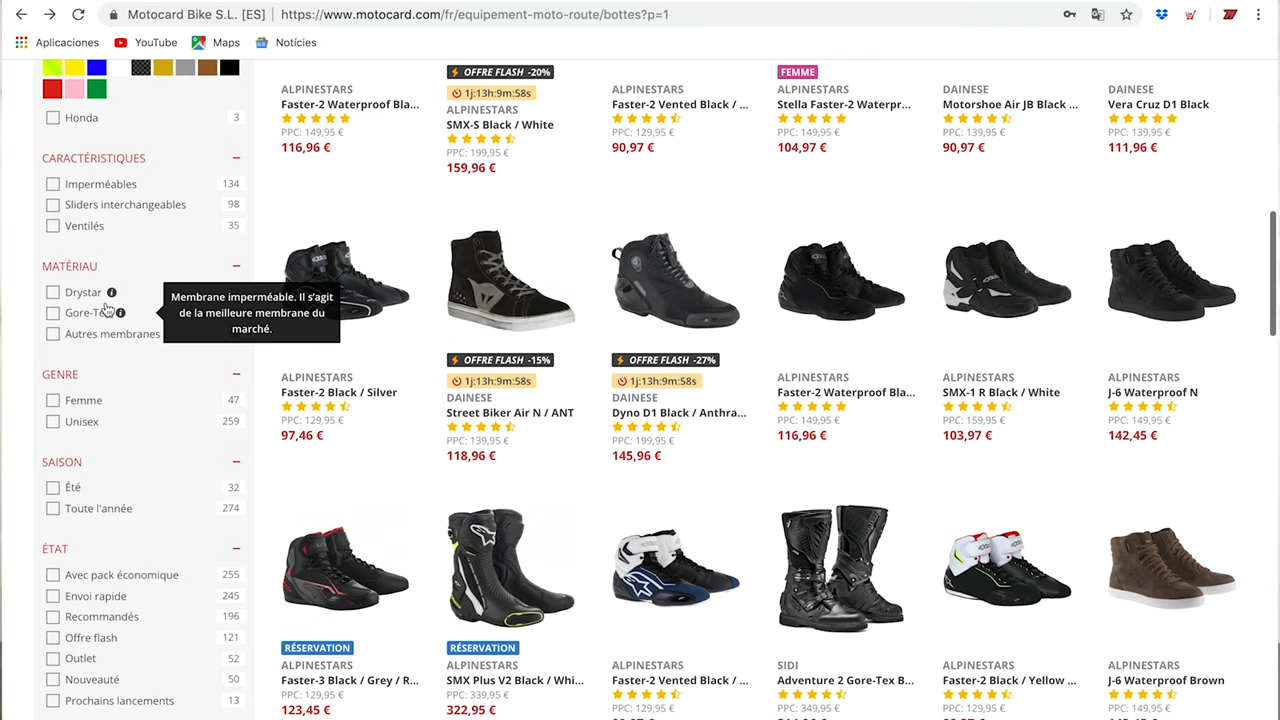 Motocard Bike S.L. [ES]
https://www.motocard.com/fr/equipement-moto-route/bottes?p=1
Aplicaciones
YouTube
Maps
Notícies
Honda 3
CARACTÉRISTIQUES
Imperméables 134
Sliders interchangeables 98
Ventilés 35
MATÉRIAU
Drystar
Autres membranes
Membrane imperméable. Il s'agit
de la meilleure membrane du
marché.
GENRE
Femme 47
Unisex 259
SAISON
Été 32
Toute l'année 274
ÉTAT
Avec pack économique 255
Envoi rapide 245
Recommandés 196
Offre flash 121
Outlet 52
Nouveauté 50
Prochains lancements 13
ALPINESTARS
Faster-2 Waterproof Bla...
PPC: 149,95 €
116,96 €
OFFRE FLASH -20%
1j:13h:9m:58s
ALPINESTARS
SMX-S Black / White
PPC: 199,95 €
159,96 €
ALPINESTARS
Faster-2 Vented Black / ...
PPC: 129,95 €
90,97 €
FEMME
ALPINESTARS
Stella Faster-2 Waterpr...
PPC: 149,95 €
104,97 €
DAINESE
Motorshoe Air JB Black ...
PPC: 139,95 €
90,97 €
DAINESE
Vera Cruz D1 Black
PPC: 139,95 €
111,96 €
ALPINESTARS
Faster-2 Black / Silver
PPC: 129,95 €
97,46 €
OFFRE FLASH -15%
1j:13h:9m:58s
DAINESE
Street Biker Air N / ANT
PPC: 139,95 €
118,96 €
OFFRE FLASH -27%
1j:13h:9m:58s
DAINESE
Dyno D1 Black / Anthra...
PPC: 199,95 €
145,96 €
ALPINESTARS
Faster-2 Waterproof Bla...
PPC: 149,95 €
116,96 €
ALPINESTARS
SMX-1 R Black / White
PPC: 159,95 €
103,97 €
ALPINESTARS
J-6 Waterproof N
PPC: 149,95 €
142,45 €
RÉSERVATION
ALPINESTARS
Faster-3 Black / Grey / R...
PPC: 129,95 €
123,45 €
RÉSERVATION
ALPINESTARS
SMX Plus V2 Black / Whi...
PPC: 339,95 €
322,95 €
ALPINESTARS
Faster-2 Vented Black / ...
PPC: 129,95 €
SIDI
Adventure 2 Gore-Tex B...
PPC: 349,95 €
ALPINESTARS
Faster-2 Black / Yellow ...
PPC: 129,95 €
ALPINESTARS
J-6 Waterproof Brown
PPC: 149,95 €